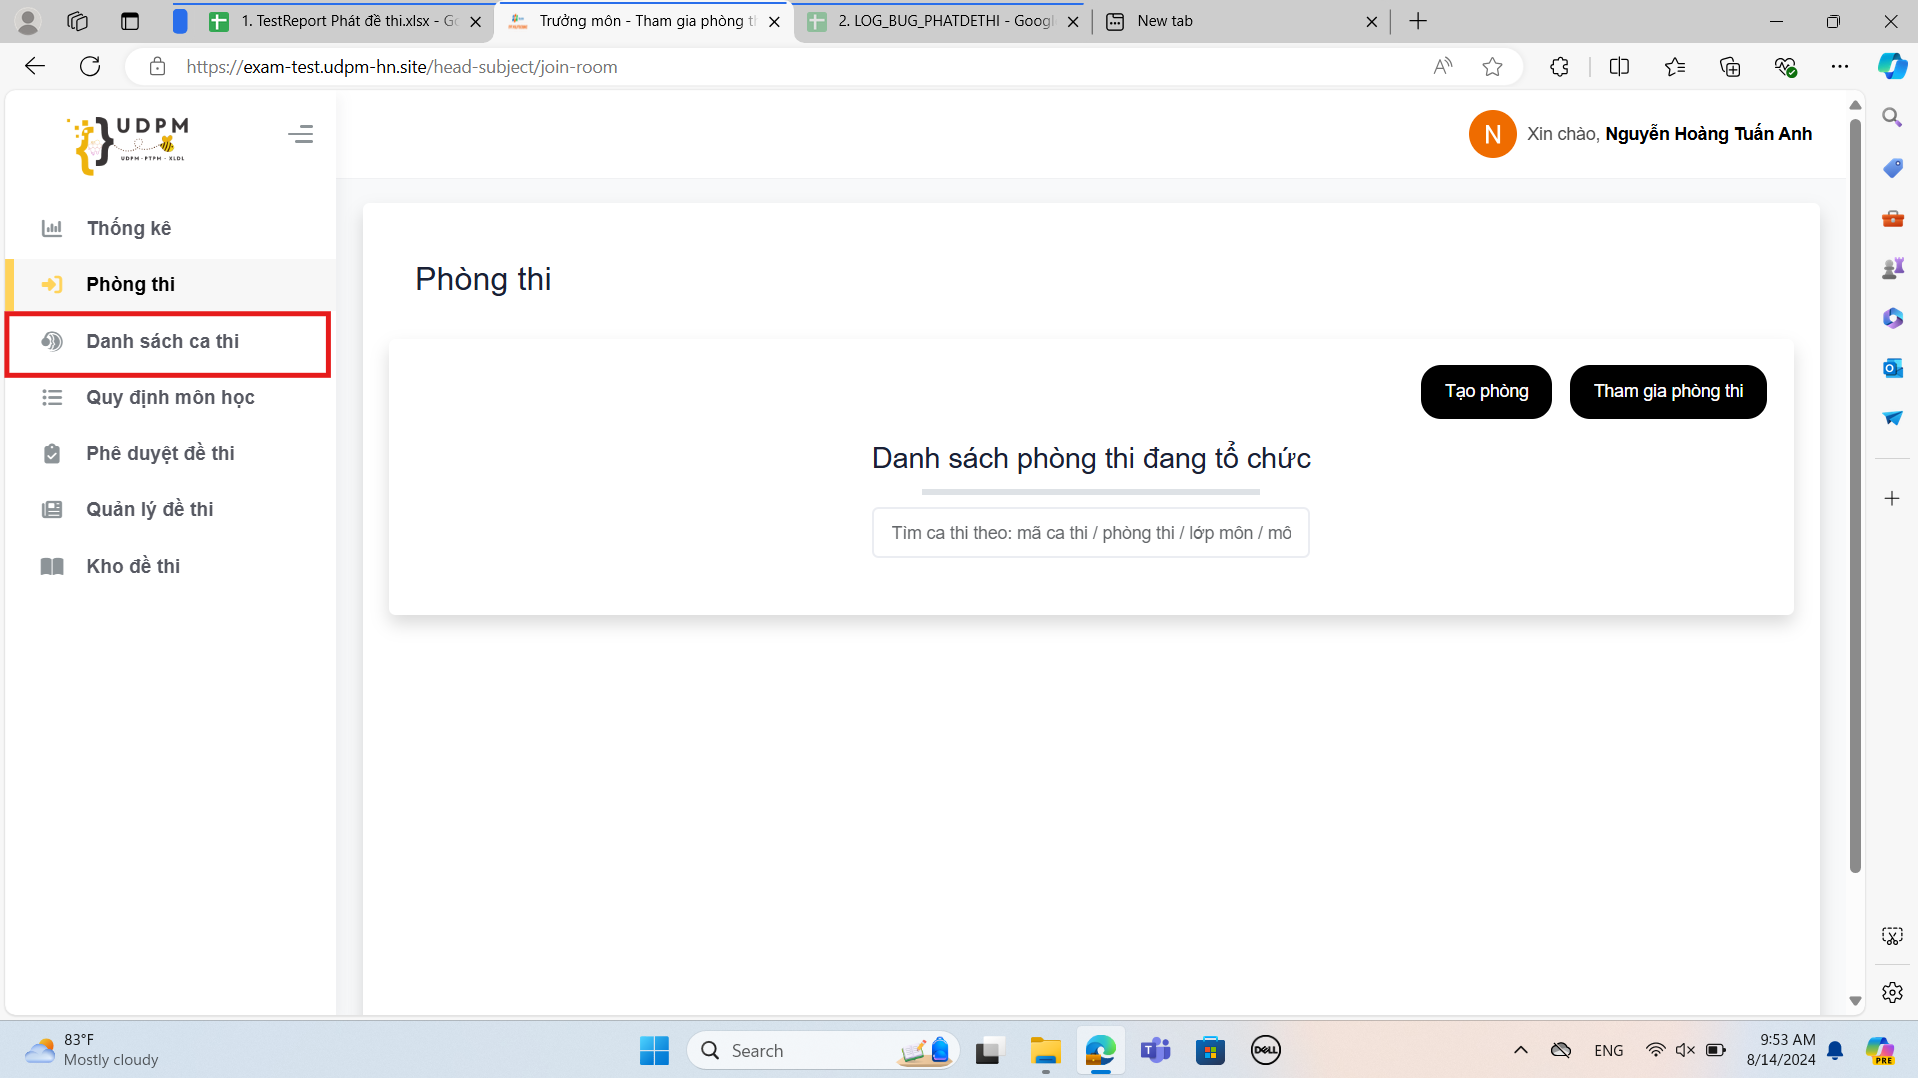 1. TestReport Phát đề thi.xlsx - Go
Trưởng môn - Tham gia phòng th
2. LOG_BUG_PHATDETHI - Google
New tab
https://exam-test.udpm-hn.site/head-subject/join-room
UDPM
UDPM - PTPM - XLDL
N
Xin chào, Nguyễn Hoàng Tuấn Anh
Thống kê
Phòng thi
Danh sách ca thi
Quy định môn học
Phê duyệt đề thi
Quản lý đề thi
Kho đề thi
Phòng thi
Tạo phòng
Tham gia phòng thi
Danh sách phòng thi đang tổ chức
Tìm ca thi theo: mã ca thi / phòng thi / lớp môn / mô
83°F
Mostly cloudy
Search
DELL
ENG
9:53 AM
8/14/2024
PRE